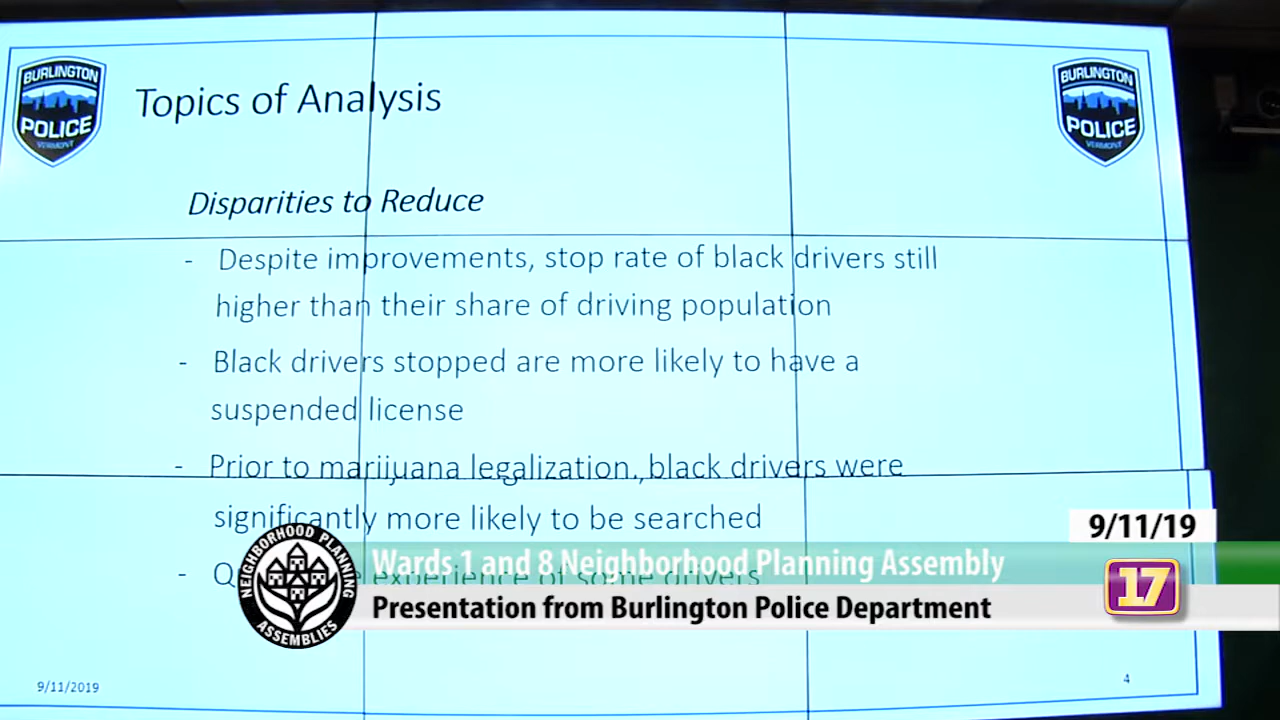 BURLINGTON
POLICE
VERMONT
BURLINGTON
POLICE
VERMONT
Topics of Analysis
Disparities to Reduce
- Despite improvements, stop rate of black drivers still
higher than their share of driving population
- Black drivers stopped are more likely to have a
suspended license
- Prior to marijuana legalization, black drivers were
significantly more likely to be searched
- experience of some drivers
9/11/2019
4
9/11/19
NEIGHBORHOOD PLANNING
ASSEMBLIES
Wards 1 and 8 Neighborhood Planning Assembly
Presentation from Burlington Police Department
17